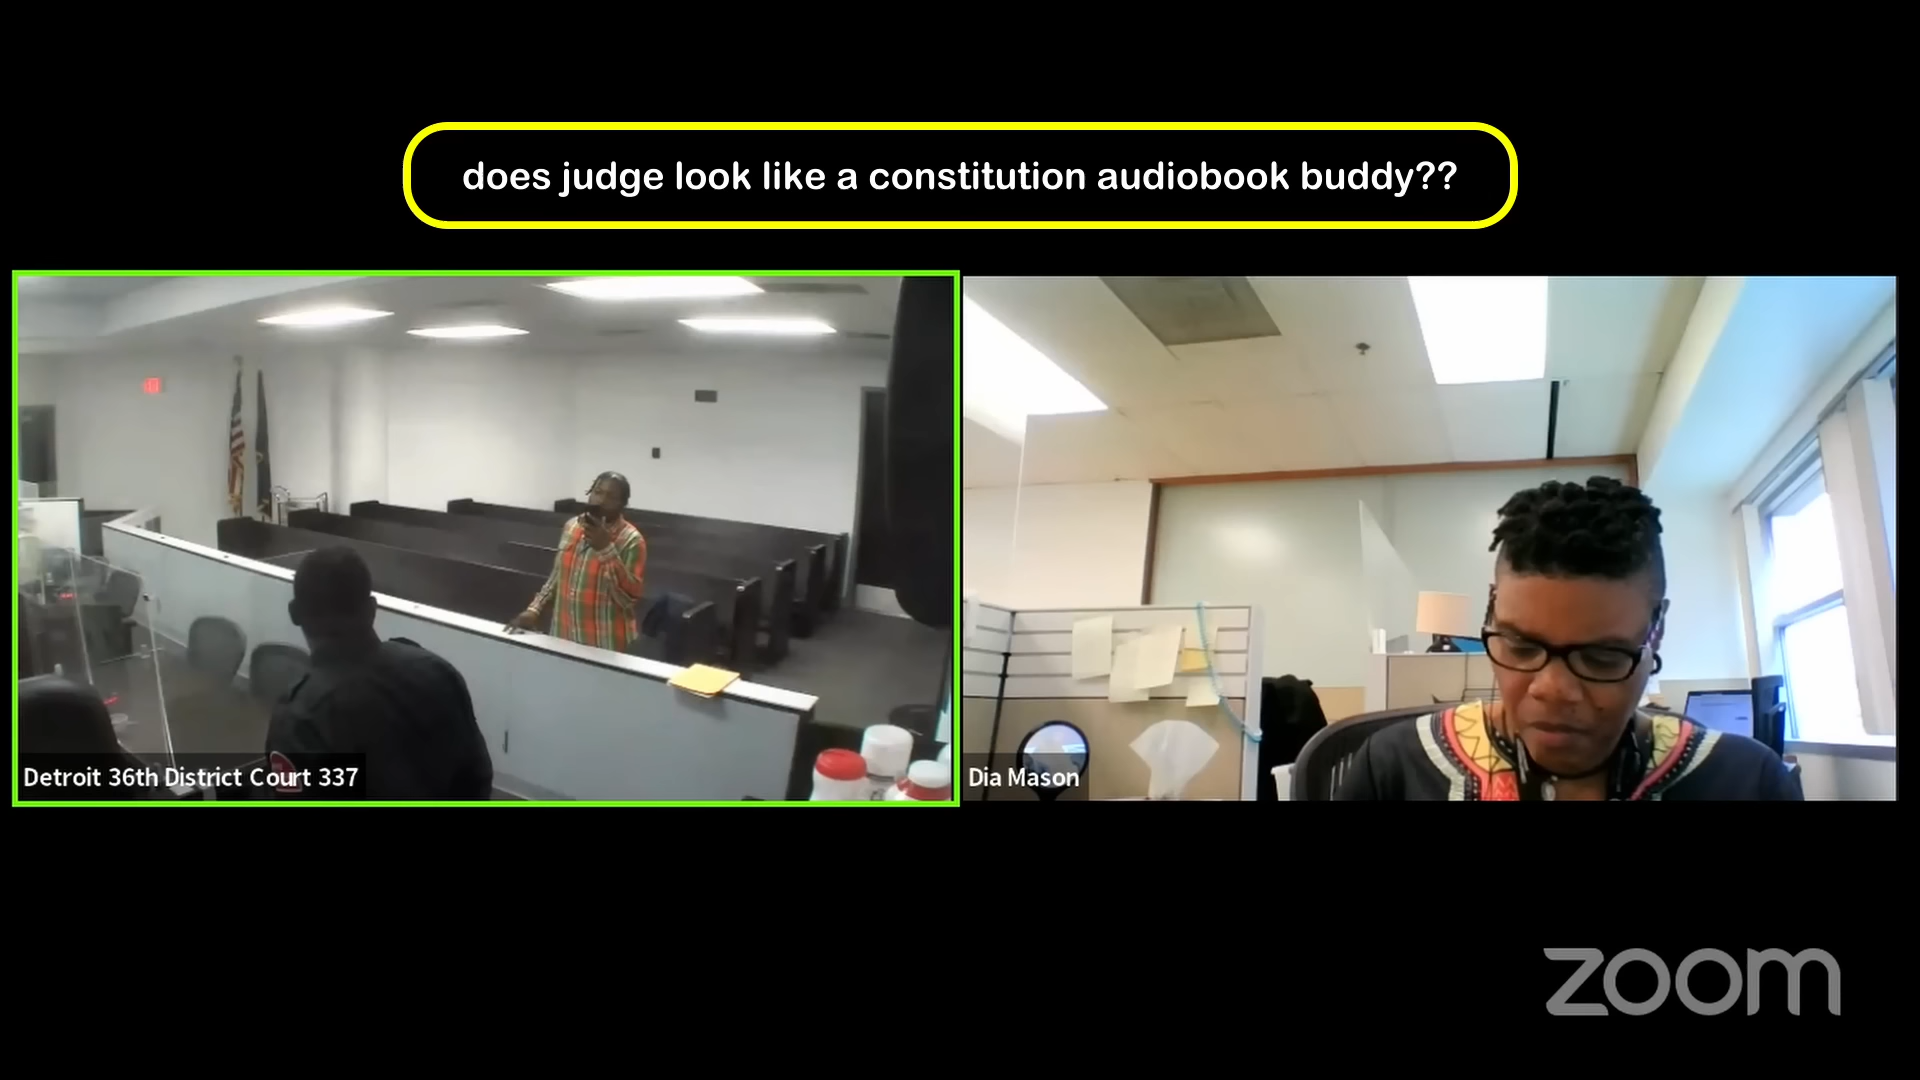 does judge look like a constitution audiobook buddy??
Detroit 36th District Court 337
Dia Mason
zoom